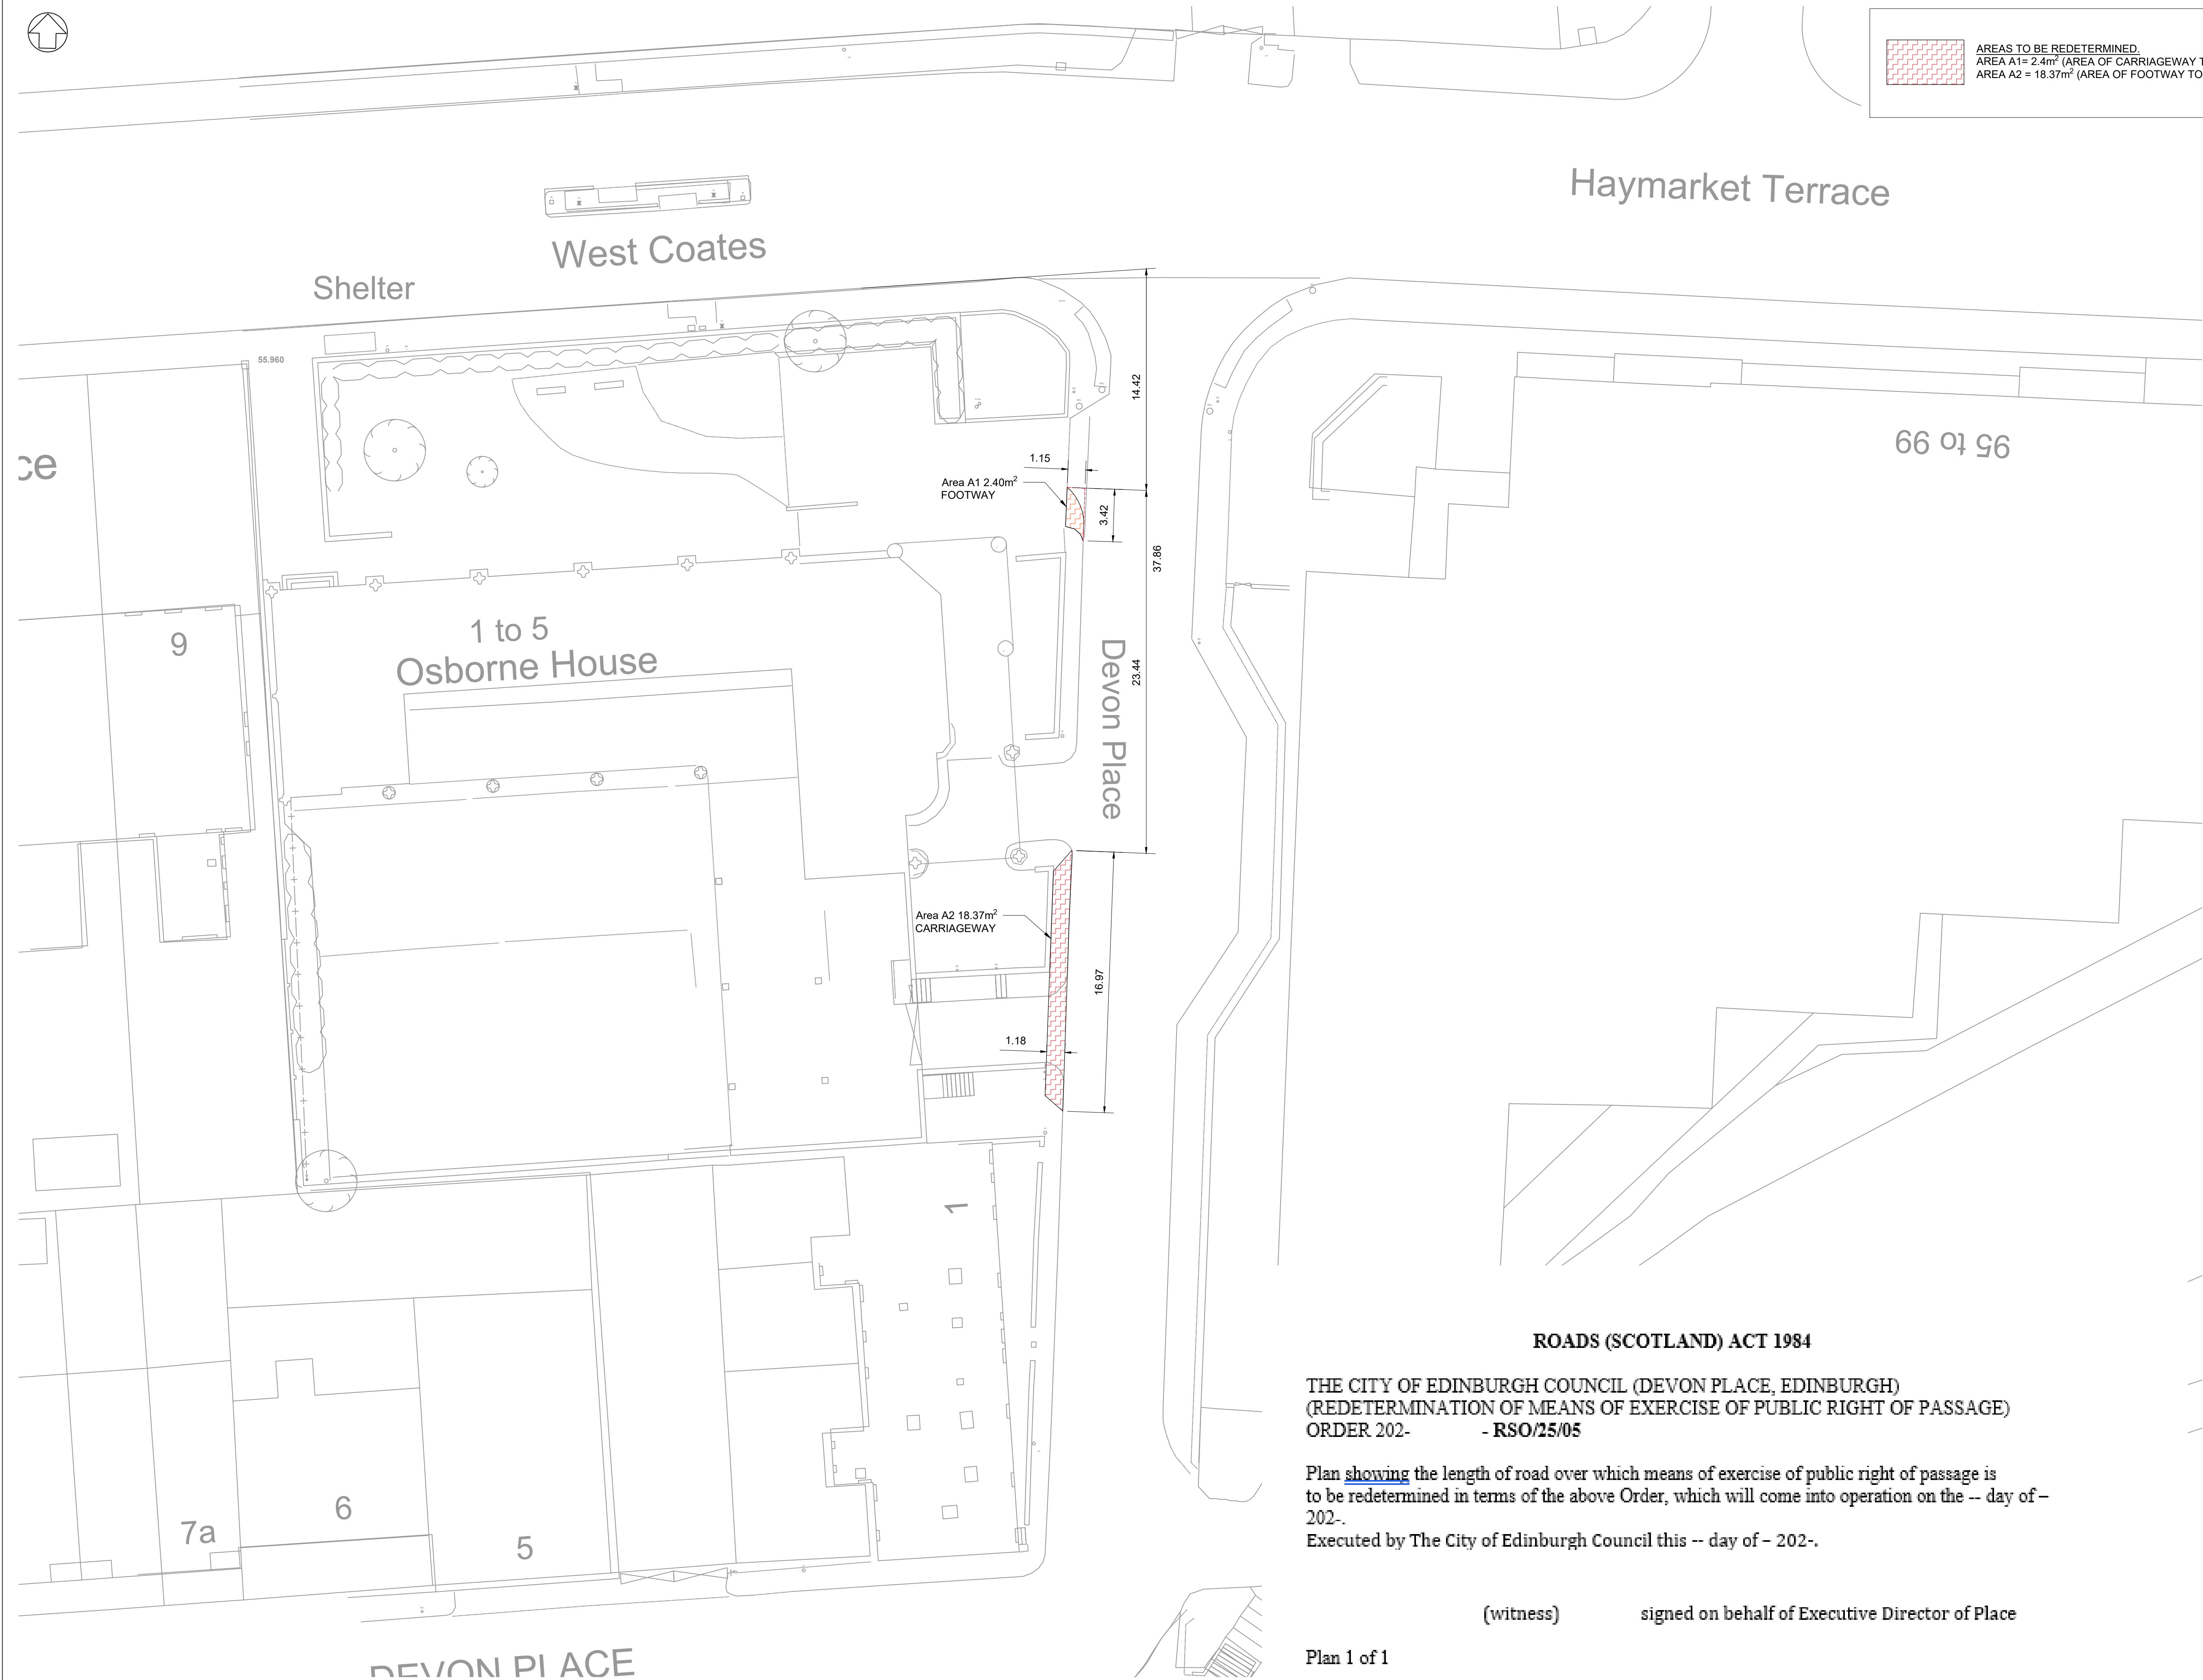 AREAS TO BE REDETERMINED.
AREA A1= 2.4m² (AREA OF CARRIAGEWAY T
AREA A2 = 18.37m² (AREA OF FOOTWAY TO
Haymarket Terrace
West Coates
Shelter
55.960
14.42
95 to 99
ce
1.15
Area A1 2.40m²
FOOTWAY
3.42
37.86
1 to 5
Osborne House
9
Devon Place
23.44
Area A2 18.37m²
CARRIAGEWAY
16.97
1.18
1
6
7a
5
DEVON PLACE
ROADS (SCOTLAND) ACT 1984
THE CITY OF EDINBURGH COUNCIL (DEVON PLACE, EDINBURGH)
(REDETERMINATION OF MEANS OF EXERCISE OF PUBLIC RIGHT OF PASSAGE)
ORDER 202- - RSO/25/05
Plan showing the length of road over which means of exercise of public right of passage is
to be redetermined in terms of the above Order, which will come into operation on the -- day of –
202-.
Executed by The City of Edinburgh Council this -- day of – 202-.
(witness) signed on behalf of Executive Director of Place
Plan 1 of 1